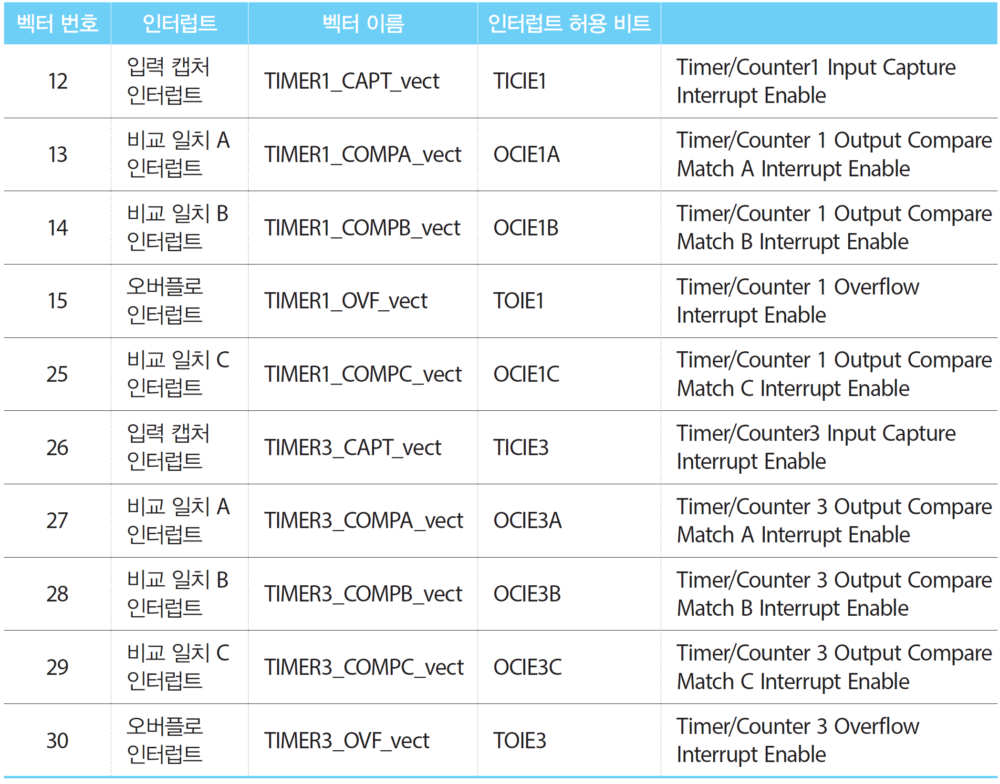 벡터 번호 인터럽트 벡터 이름 인터럽트 허용 비트
12 입력 캡처 인터럽트 TIMER1_CAPT_vect TICIE1 Timer/Counter1 Input Capture Interrupt Enable
13 비교 일치 A 인터럽트 TIMER1_COMPA_vect OCIE1A Timer/Counter 1 Output Compare Match A Interrupt Enable
14 비교 일치 B 인터럽트 TIMER1_COMPB_vect OCIE1B Timer/Counter 1 Output Compare Match B Interrupt Enable
15 오버플로 인터럽트 TIMER1_OVF_vect TOIE1 Timer/Counter 1 Overflow Interrupt Enable
25 비교 일치 C 인터럽트 TIMER1_COMPC_vect OCIE1C Timer/Counter 1 Output Compare Match C Interrupt Enable
26 입력 캡처 인터럽트 TIMER3_CAPT_vect TICIE3 Timer/Counter3 Input Capture Interrupt Enable
27 비교 일치 A 인터럽트 TIMER3_COMPA_vect OCIE3A Timer/Counter 3 Output Compare Match A Interrupt Enable
28 비교 일치 B 인터럽트 TIMER3_COMPB_vect OCIE3B Timer/Counter 3 Output Compare Match B Interrupt Enable
29 비교 일치 C 인터럽트 TIMER3_COMPC_vect OCIE3C Timer/Counter 3 Output Compare Match C Interrupt Enable
30 오버플로 인터럽트 TIMER3_OVF_vect TOIE3 Timer/Counter 3 Overflow Interrupt Enable